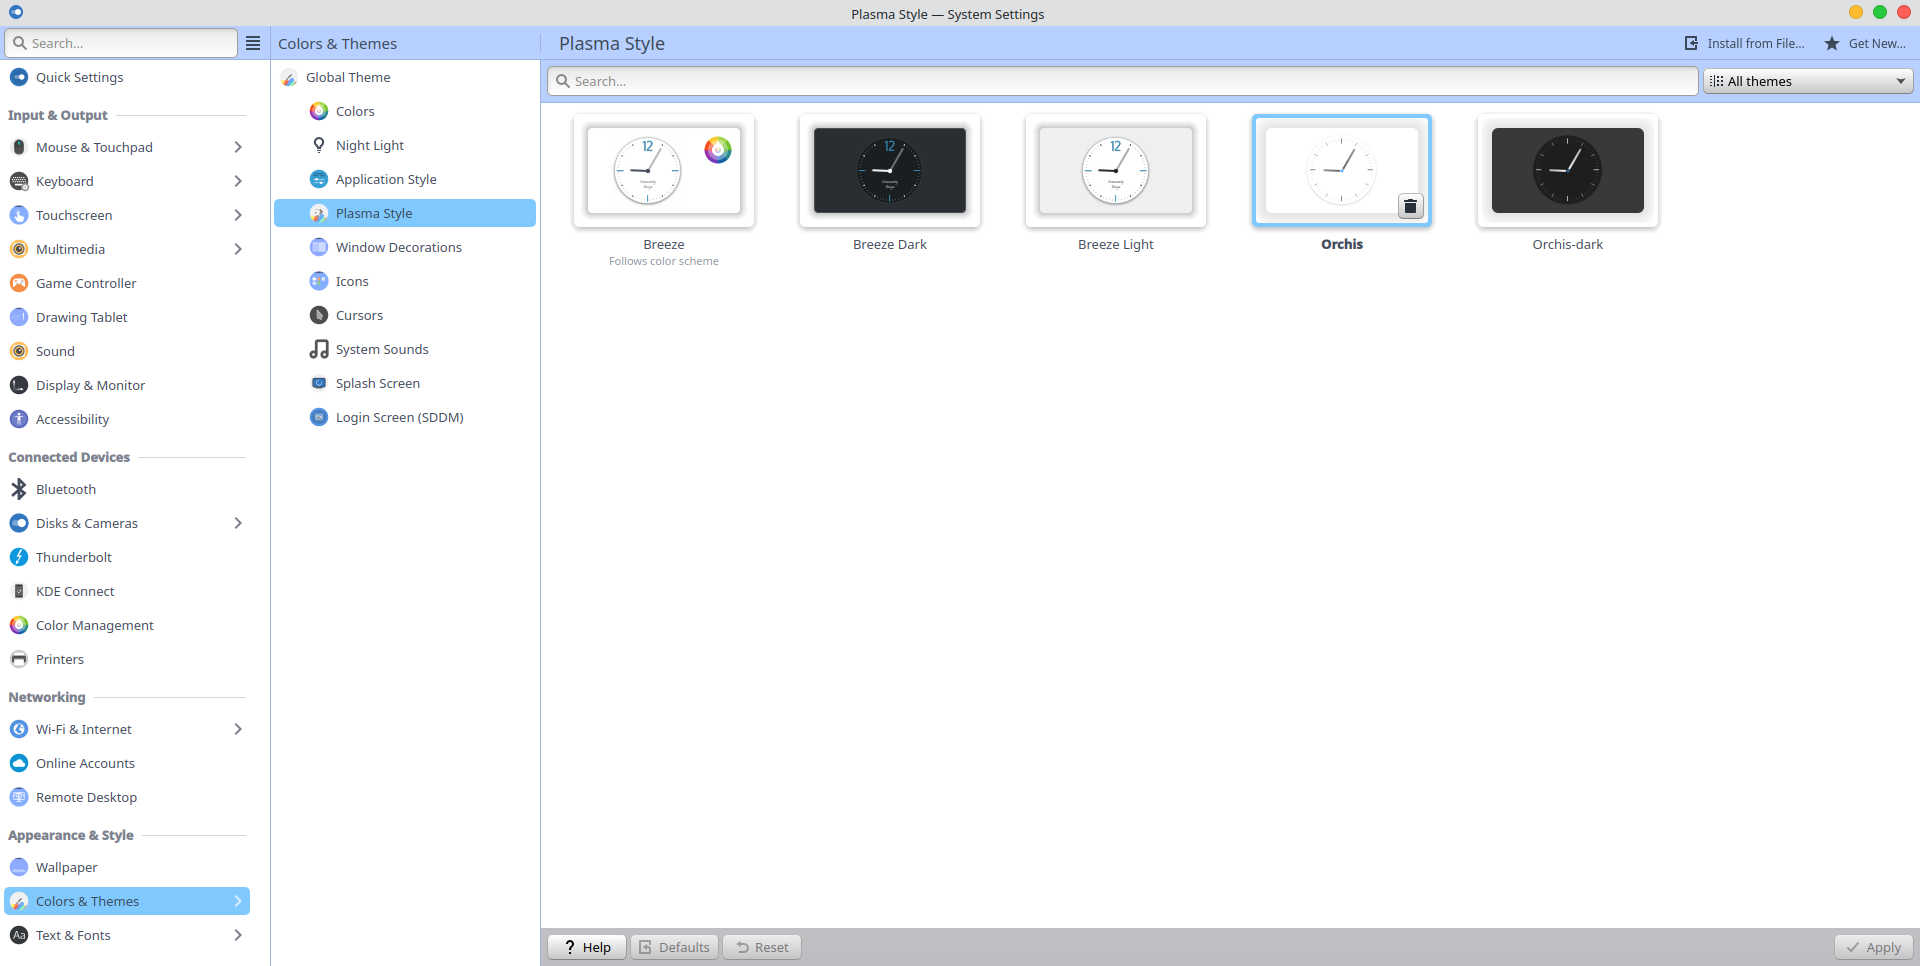 Plasma Style — System Settings
Search...
Colors & Themes
Plasma Style
Install from File...
Get New...
Quick Settings
Input & Output
Mouse & Touchpad
Keyboard
Touchscreen
Multimedia
Game Controller
Drawing Tablet
Sound
Display & Monitor
Accessibility
Connected Devices
Bluetooth
Disks & Cameras
Thunderbolt
KDE Connect
Color Management
Printers
Networking
Wi-Fi & Internet
Online Accounts
Remote Desktop
Appearance & Style
Wallpaper
Colors & Themes
Aa
Text & Fonts
Global Theme
Colors
Night Light
Application Style
Plasma Style
Window Decorations
Icons
Cursors
System Sounds
Splash Screen
Login Screen (SDDM)
Search...
All themes
12
Breeze
Follows color scheme
12
Breeze Dark
12
Breeze Light
Orchis
Orchis-dark
? Help
Defaults
Reset
Apply